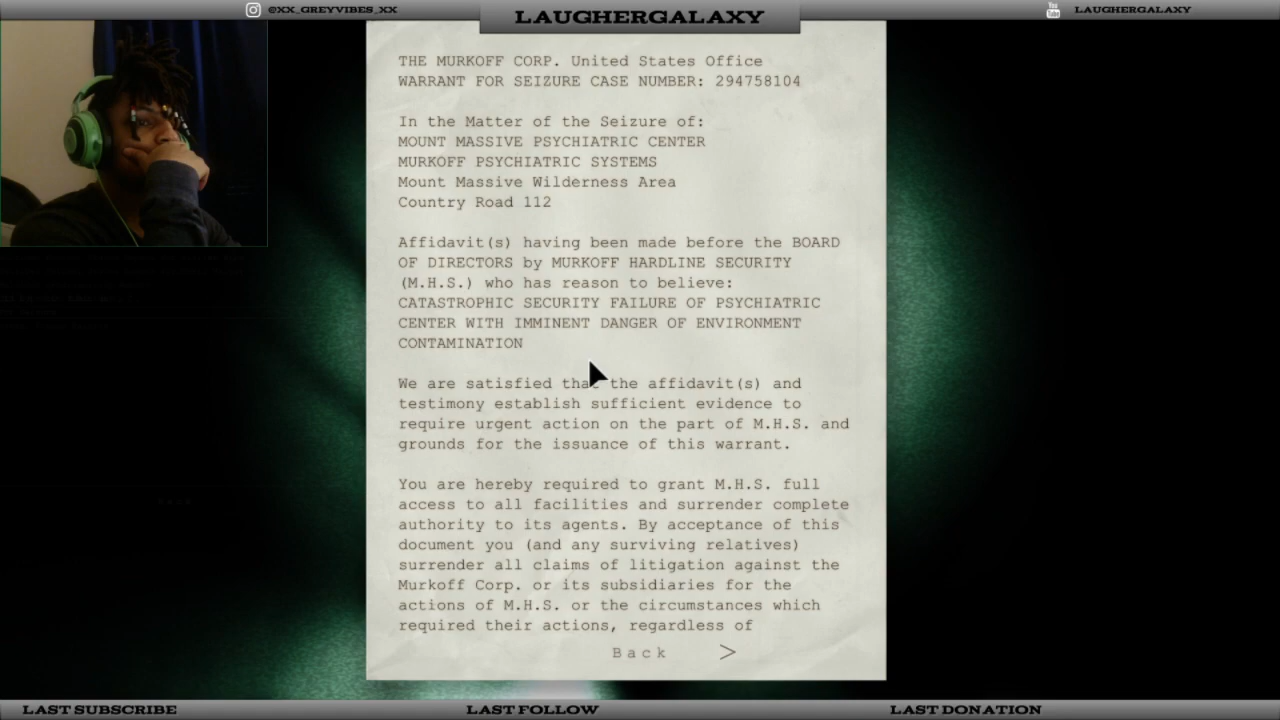 @XX_GREYVIBES_XX
LAUGHERGALAXY
You Tube
LAUGHERGALAXY
THE MURKOFF CORP. United States Office
WARRANT FOR SEIZURE CASE NUMBER: 294758104
In the Matter of the Seizure of:
MOUNT MASSIVE PSYCHIATRIC CENTER
MURKOFF PSYCHIATRIC SYSTEMS
Mount Massive Wilderness Area
Country Road 112
Affidavit(s) having been made before the BOARD
OF DIRECTORS by MURKOFF HARDLINE SECURITY
(M.H.S.) who has reason to believe:
CATASTROPHIC SECURITY FAILURE OF PSYCHIATRIC
CENTER WITH IMMINENT DANGER OF ENVIRONMENT
CONTAMINATION
We are satisfied that the affidavit(s) and
testimony establish sufficient evidence to
require urgent action on the part of M.H.S. and
grounds for the issuance of this warrant.
You are hereby required to grant M.H.S. full
access to all facilities and surrender complete
authority to its agents. By acceptance of this
document you (and any surviving relatives)
surrender all claims of litigation against the
Murkoff Corp. or its subsidiaries for the
actions of M.H.S. or the circumstances which
required their actions, regardless of
Back >
LAST SUBSCRIBE
LAST FOLLOW
LAST DONATION